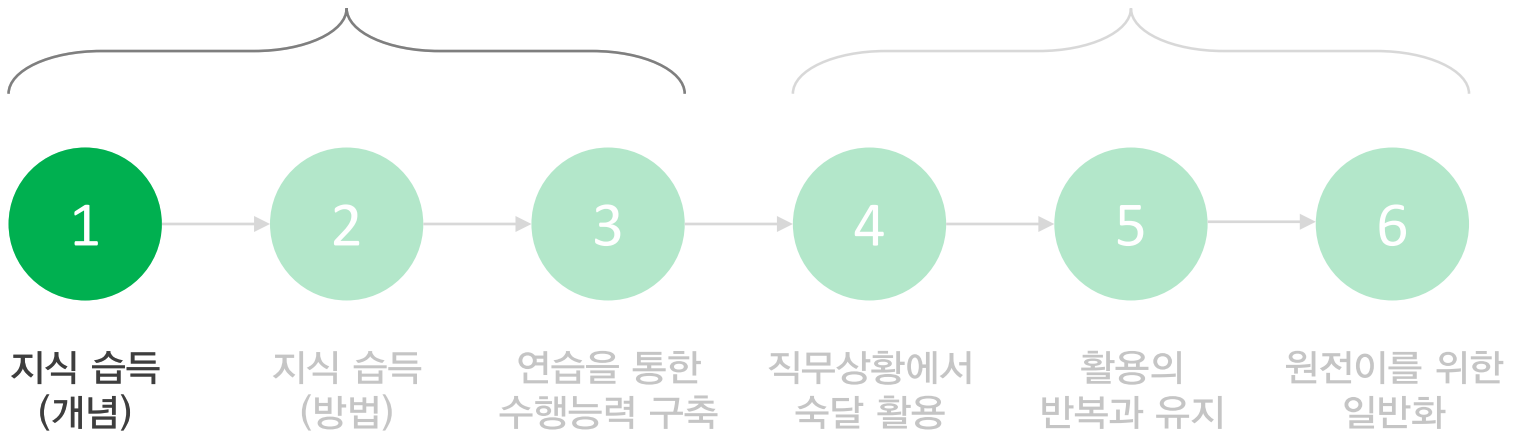 1 2 3 4 5 6
지식 습득
(개념)
지식 습득
(방법)
연습을 통한
수행능력 구축
직무상황에서
숙달 활용
활용의
반복과 유지
원전이를 위한
일반화